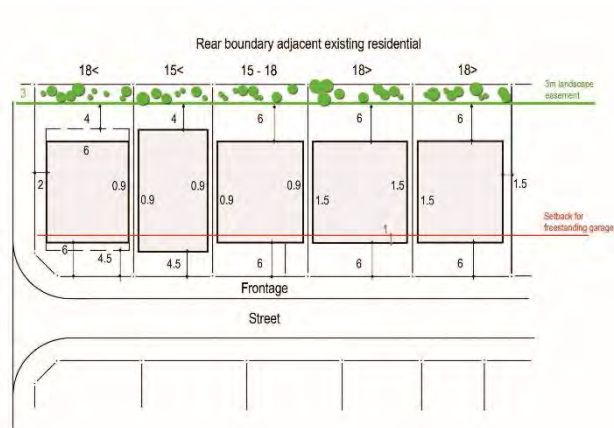 Rear boundary adjacent existing residential
18< 15< 15 - 18 18> 18>
3 3m landscape
easement
4 4 6 6 6
6
2 0.9 0.9 0.9 0.9 1.5 1.5 1.5 1.5
0.9
Setback for
freestanding garage
6 4.5 4.5 6 6 6
Frontage
Street